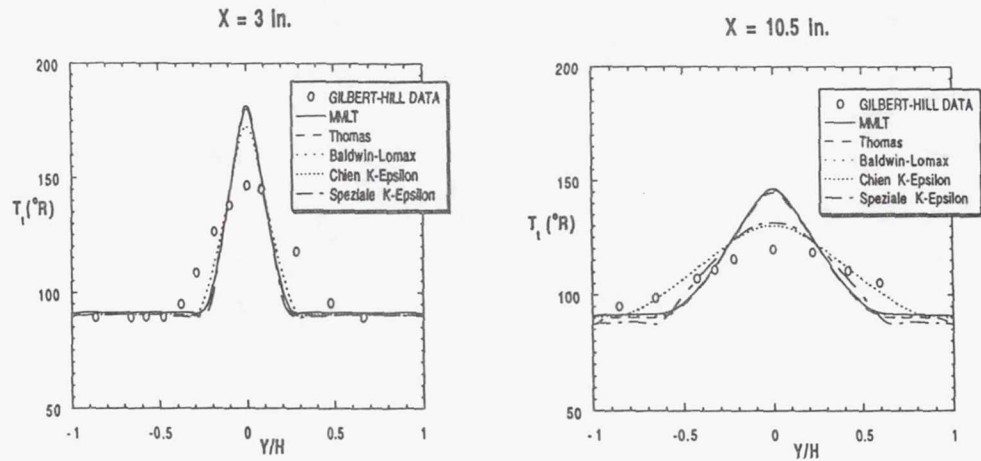 X = 3 in.
200
150
100
50
T_t (°R)
-1 -0.5 0 0.5 1
Y/H
GILBERT-HILL DATA
MMLT
Thomas
Baldwin-Lomax
Chien K-Epsilon
Speziale K-Epsilon
X = 10.5 in.
200
150
100
50
T_t (°R)
-1 -0.5 0 0.5 1
Y/H
GILBERT-HILL DATA
MMLT
Thomas
Baldwin-Lomax
Chien K-Epsilon
Speziale K-Epsilon